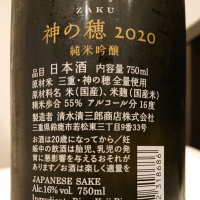 ZAKU
神の穂 2020
純米吟醸
品目 日本酒 内容量 750ml
原料米 三重・神の穂 全量使用
原材料名 米(国産)、米麹(国産米)
精米歩合 55% アルコール分 16度
製造者 清水清三郎商店株式会社
三重県鈴鹿市若松東三丁目9番33号
お酒は20歳になってから／妊
中の飲酒は胎児、乳児の発
育に悪影響を与えるおそれが
あります／お酒は楽しく適量を
JAPANESE SAKE
Alc.16% vol. 750ml